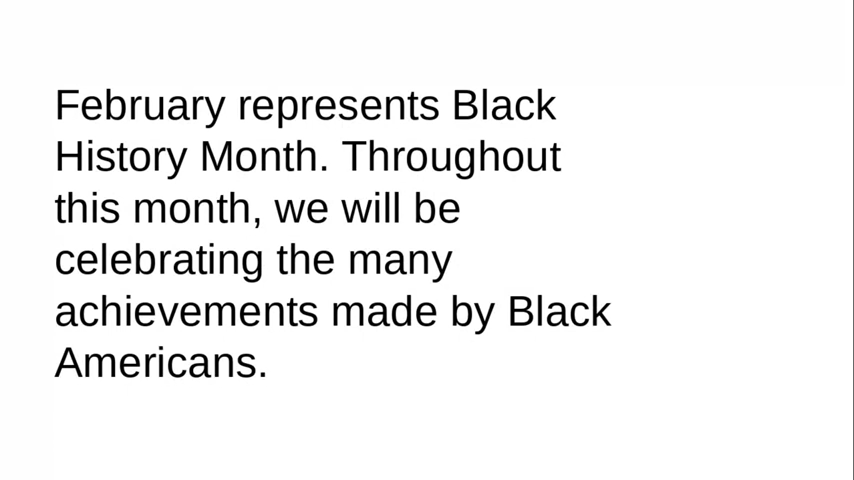 February represents Black
History Month. Throughout
this month, we will be
celebrating the many
achievements made by Black
Americans.